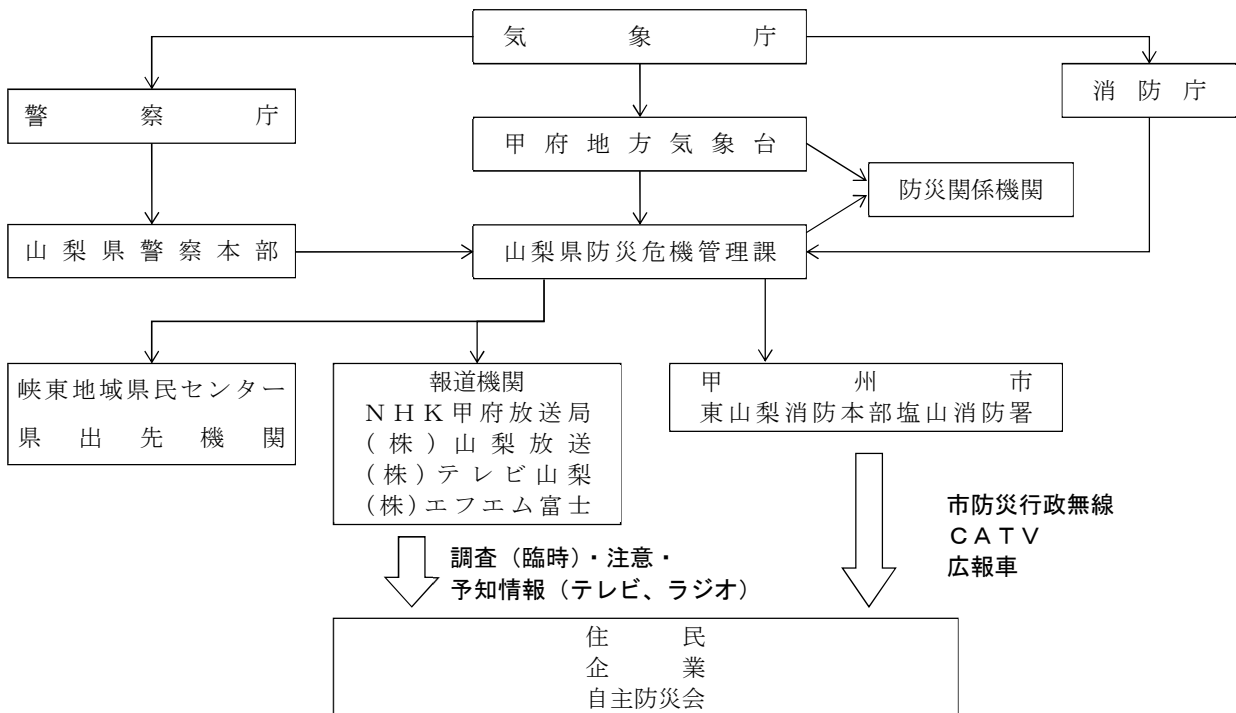 気象庁
消防庁
警察庁
甲府地方気象台
防災関係機関
山梨県警察本部
山梨県防災危機管理課
峡東地域県民センター
県出先機関
報道機関
NHK甲府放送局
(株)山梨放送
(株)テレビ山梨
(株)エフエム富士
甲州市
東山梨消防本部塩山消防署
市防災行政無線
CATV
広報車
調査(臨時)・注意・
予知情報(テレビ、ラジオ)
住民
企業
自主防災会